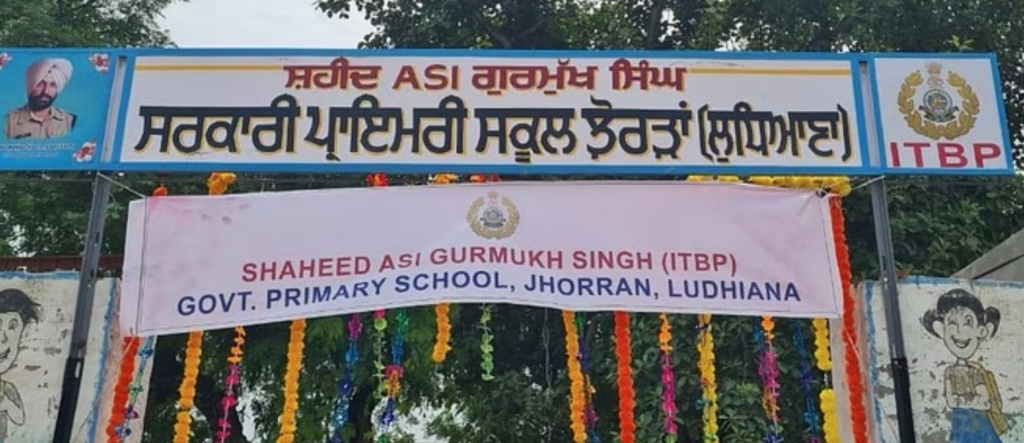 ਸ਼ਹੀਦ ASI ਗੁਰਮੁੱਖ ਸਿੰਘ
ਸਰਕਾਰੀ ਪ੍ਰਾਇਮਰੀ ਸਕੂਲ ਝੋਰੜਾਂ (ਲੁਧਿਆਣਾ)
ITBP
SHAHEED ASI GURMUKH SINGH (ITBP)
GOVT. PRIMARY SCHOOL, JHORRAN, LUDHIANA